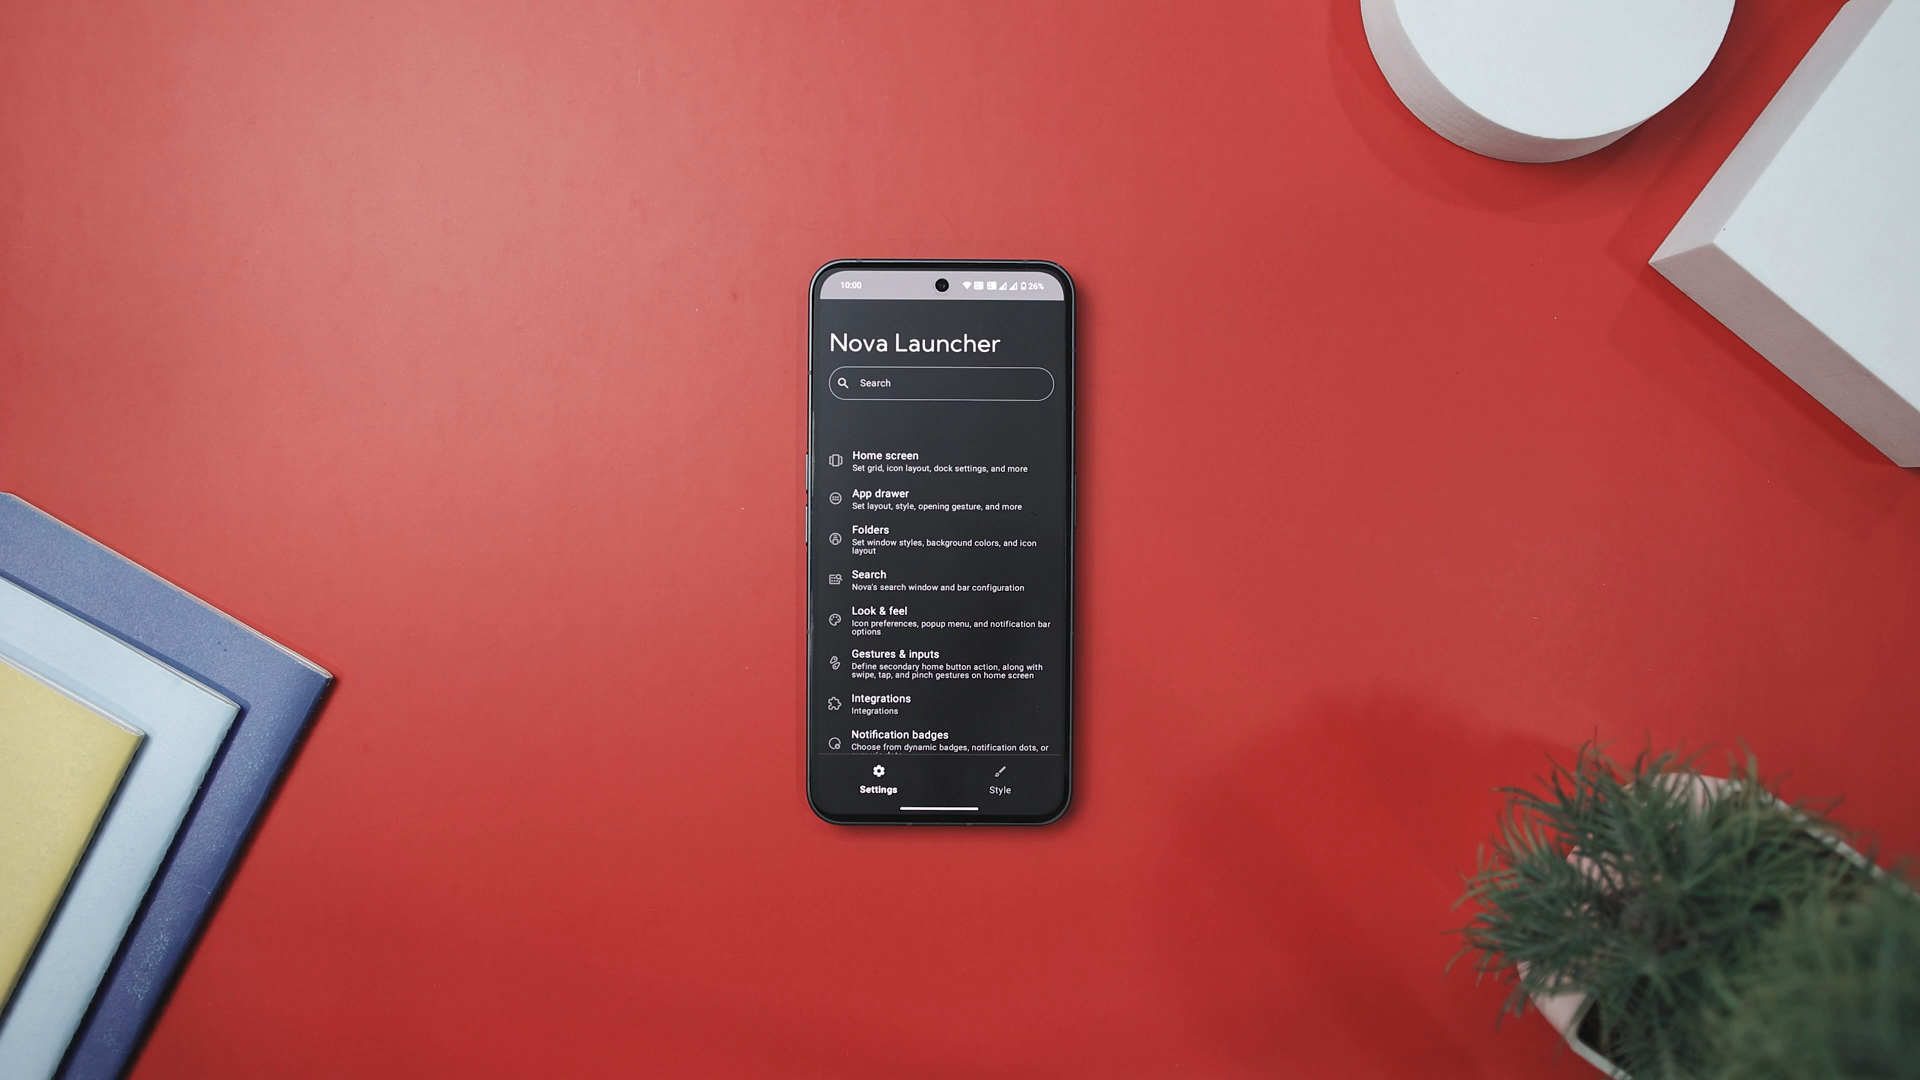 10:00
26%
Nova Launcher
Search
Home screen
Set grid, icon layout, dock settings, and more
App drawer
Set layout, style, opening gesture, and more
Folders
Set window styles, background colors, and icon
layout
Search
Nova's search window and bar configuration
Look & feel
Icon preferences, popup menu, and notification bar
options
Gestures & inputs
Define secondary home button action, along with
swipe, tap, and pinch gestures on home screen
Integrations
Integrations
Notification badges
Choose from dynamic badges, notification dots, or
Settings
Style